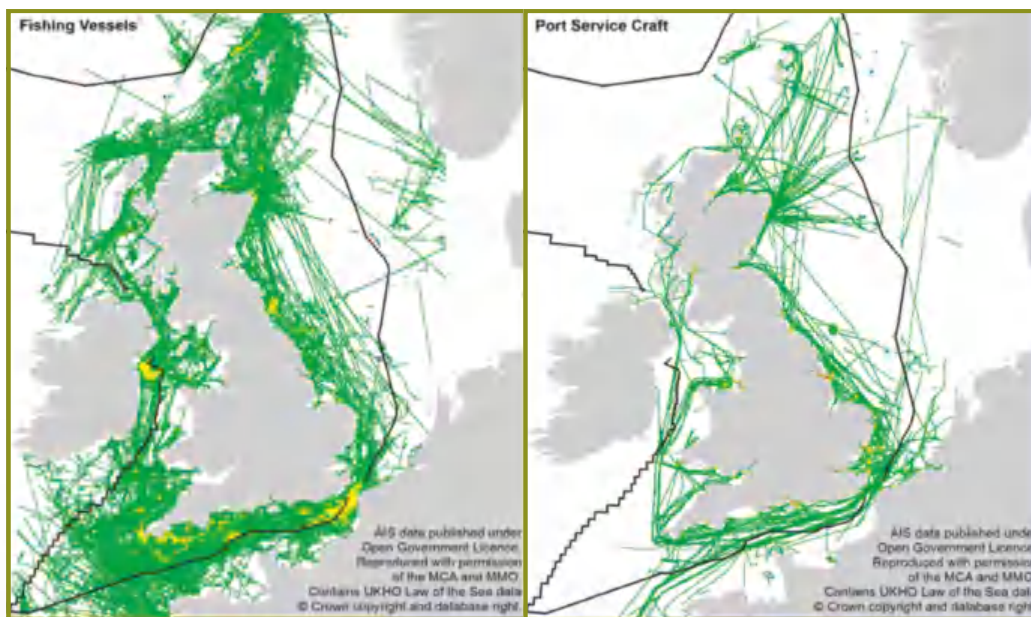 Fishing Vessels
AIS data published under
Open Government Licence.
Reproduced with permission
of the MCA and MMO.
Contains UKHO Law of the Sea data
© Crown copyright and database right.
Port Service Craft
AIS data published under
Open Government Licence.
Reproduced with permission
of the MCA and MMO.
Contains UKHO Law of the Sea data
© Crown copyright and database right.